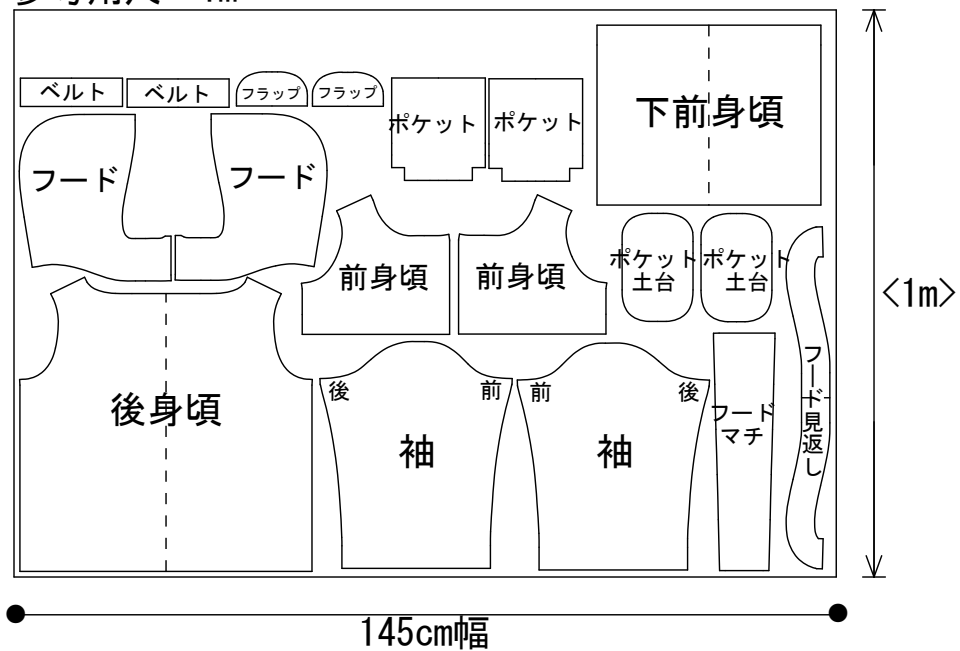 ベルト
ベルト
フラップ
フラップ
ポケット
ポケット
下前身頃
フード
フード
前身頃
前身頃
ポケット
土台
ポケット
土台
<1m>
後身頃
後
前
前
後
袖
袖
フード
マチ
フード見返し
145cm幅